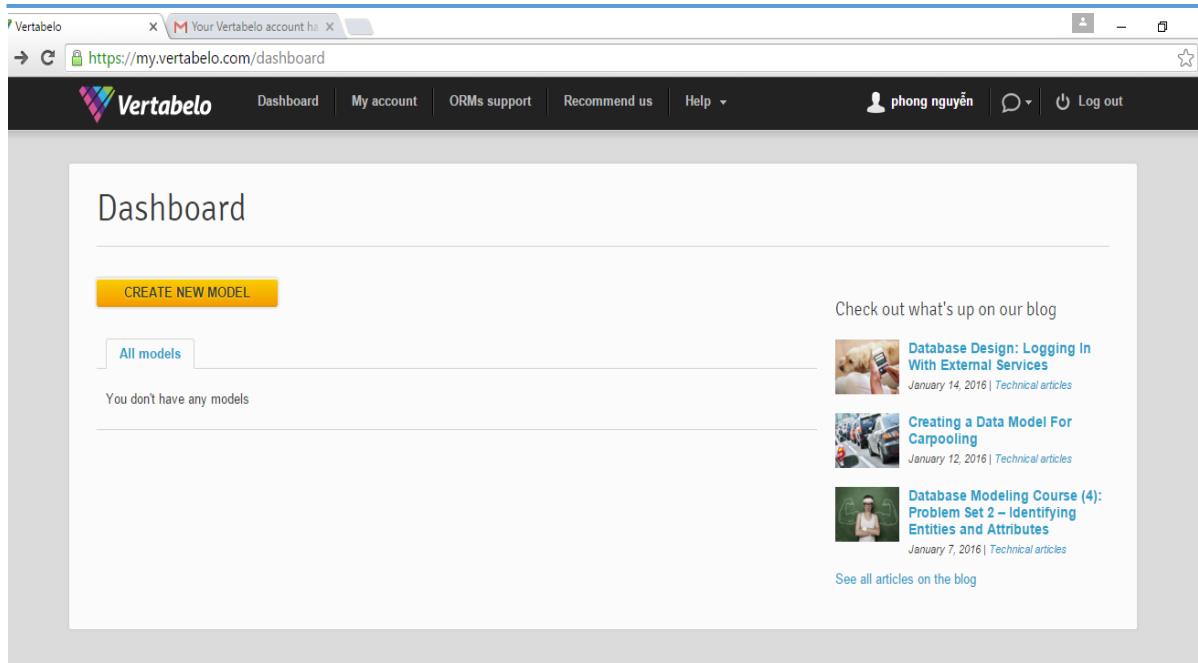 Vertabelo
Your Vertabelo account ha
https://my.vertabelo.com/dashboard
Vertabelo Dashboard My account ORMs support Recommend us Help phong nguyễn Log out
Dashboard
CREATE NEW MODEL
All models
You don't have any models
Check out what's up on our blog
Database Design: Logging In
With External Services
January 14, 2016 | Technical articles
Creating a Data Model For
Carpooling
January 12, 2016 | Technical articles
Database Modeling Course (4):
Problem Set 2 – Identifying
Entities and Attributes
January 7, 2016 | Technical articles
See all articles on the blog